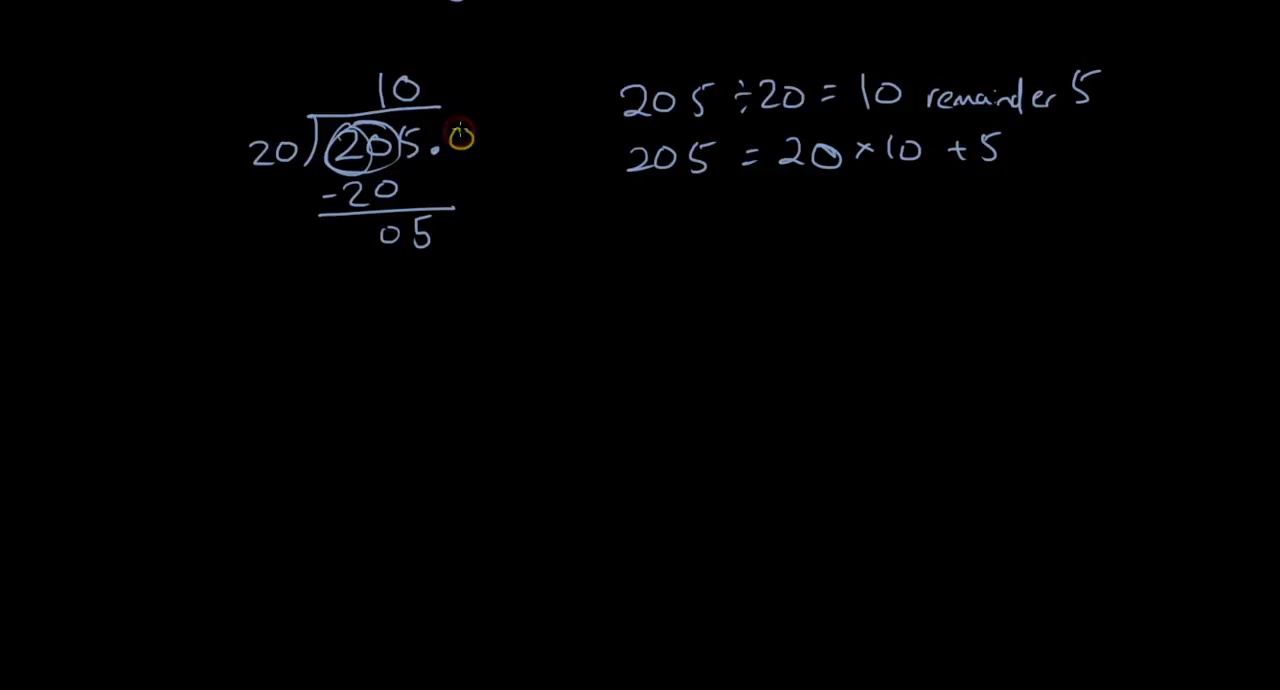 10
20)205.0
-20
05
205 ÷20 = 10 remainder 5
205 = 20 × 10 + 5